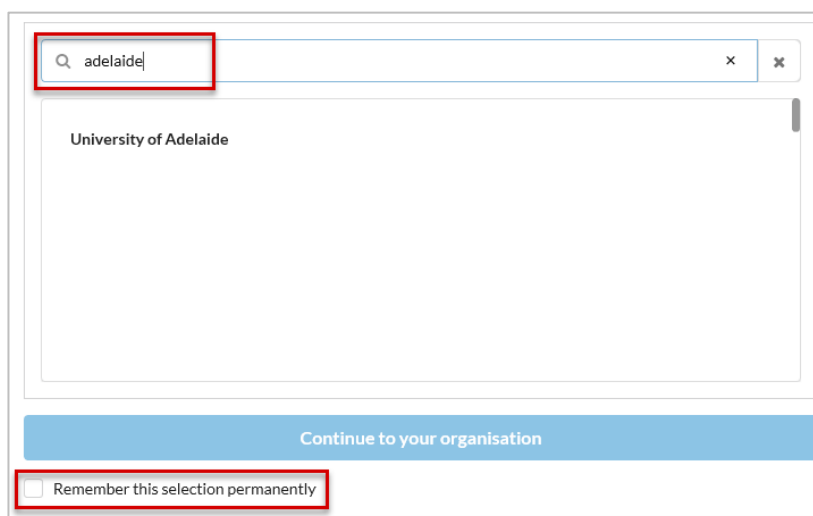 adelaide
University of Adelaide
Continue to your organisation
Remember this selection permanently